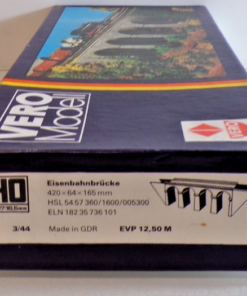 VERO
Modell
VERO
HO
Eisenbahnbrücke
420×64×165 mm
HSL 54 57 360/1600/005300
ELN 182 35 736 101
3/44 Made in GDR EVP 12,50 M